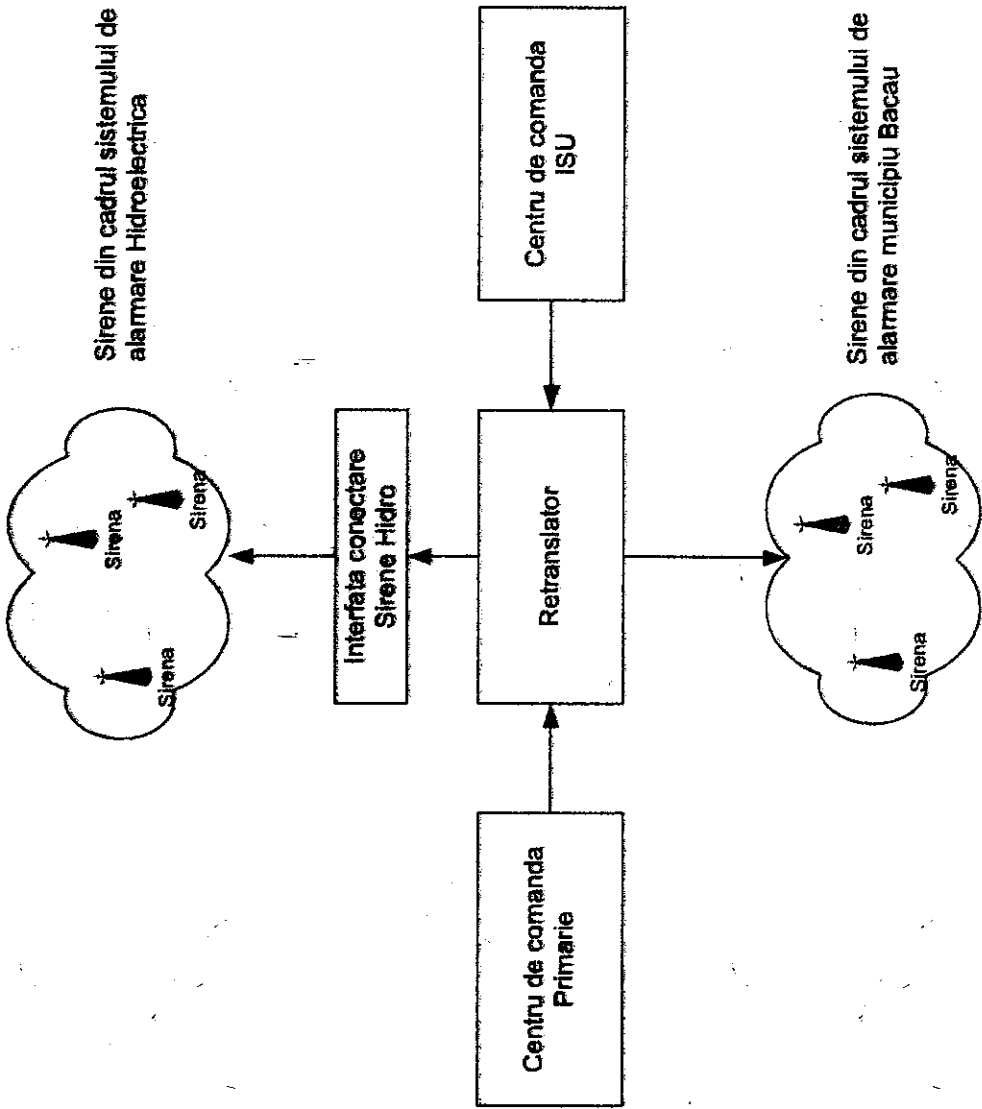 Sirene din cadrul sistemului de
alarmare Hidroelectrica
Sirena
Sirena
Sirena
Interfata conectare
Sirene Hidro
Centru de comanda
Primarie
Retranslator
Centru de comanda
ISU
Sirena
Sirena
Sirena
Sirene din cadrul sistemului de
alarmare municipiu Bacau